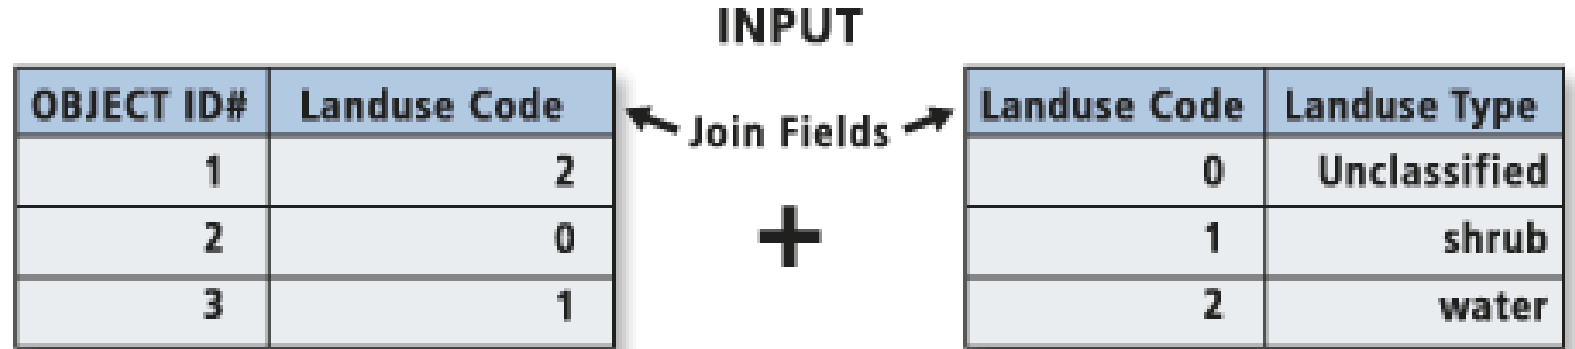 INPUT
OBJECT ID# Landuse Code
1 2
2 0
3 1
Join Fields
+
Landuse Code Landuse Type
0 Unclassified
1 shrub
2 water